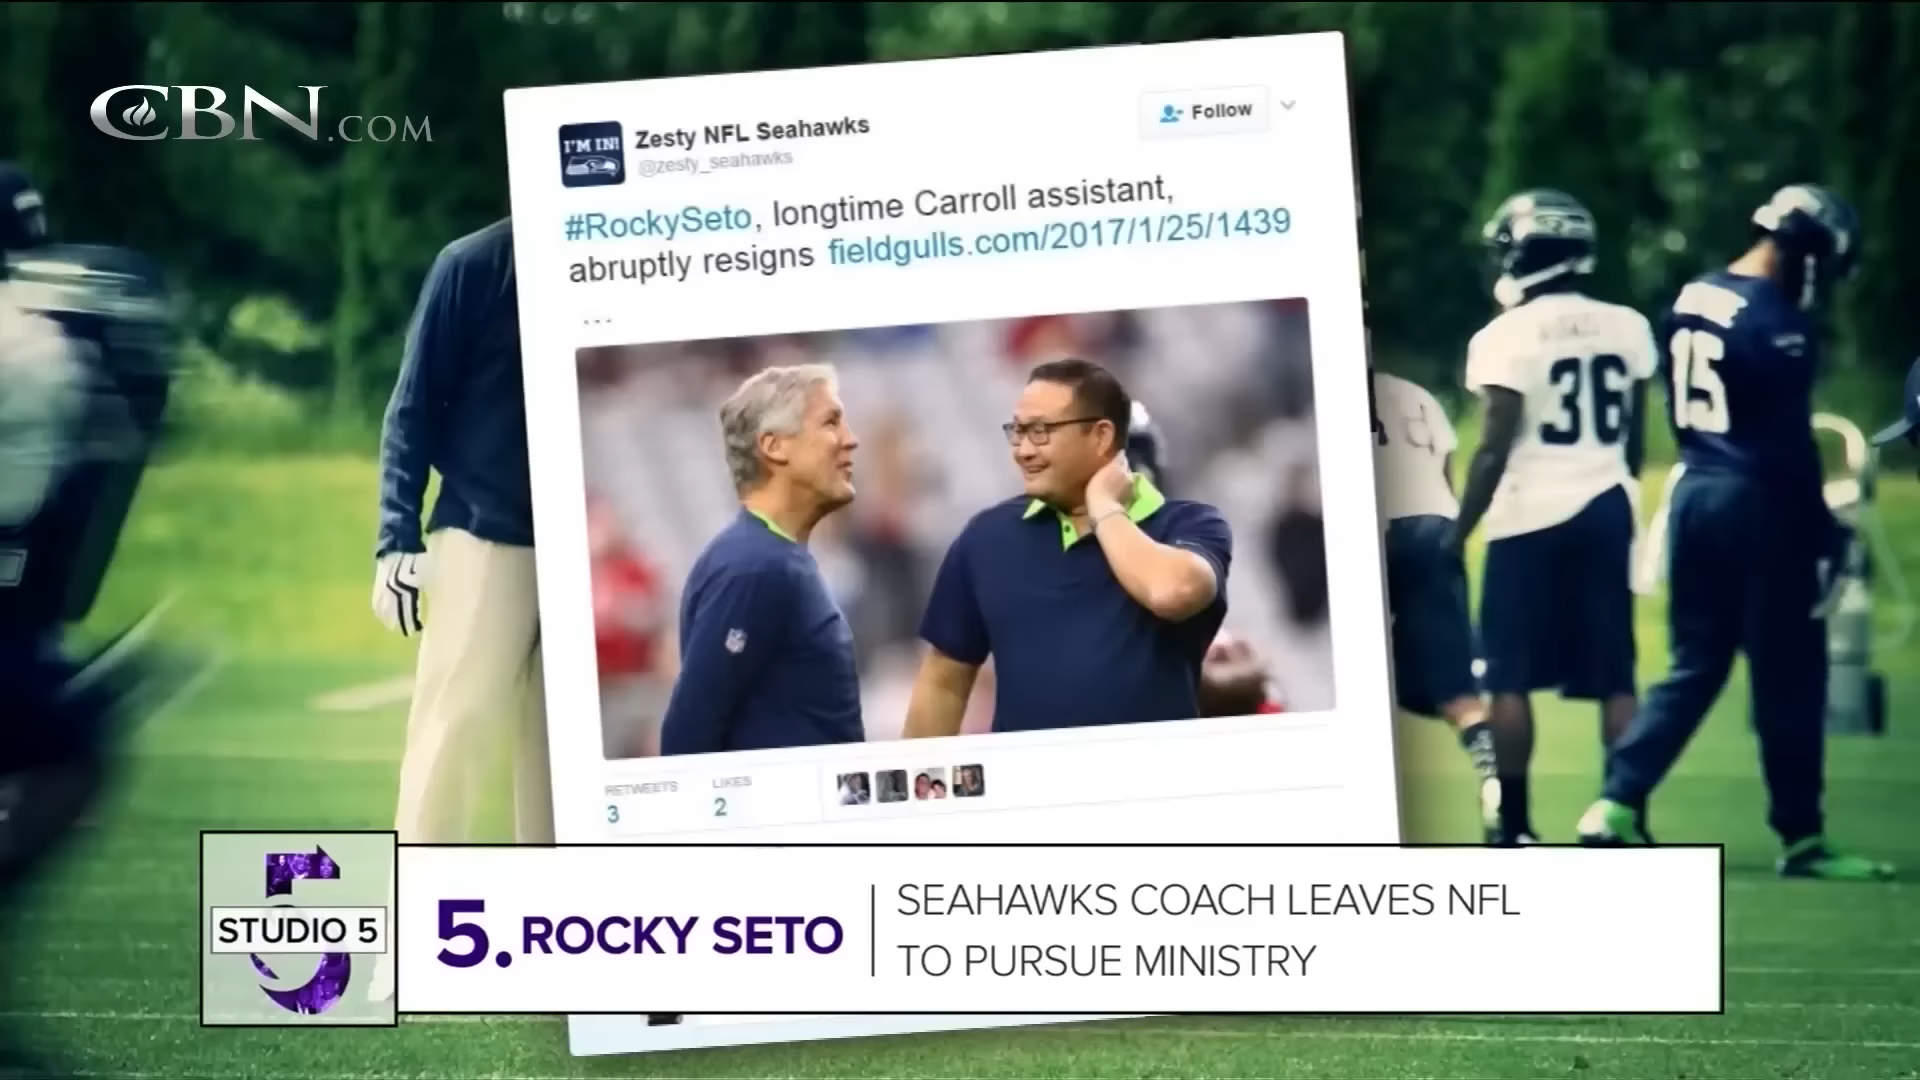 CBN.COM
I'M IN!
Zesty NFL Seahawks
@zesty_seahawks
Follow
#RockySeto, longtime Carroll assistant,
abruptly resigns fieldgulls.com/2017/1/25/1439
...
36
15
RETWEETS
3
LIKES
2
STUDIO 5
5. ROCKY SETO
SEAHAWKS COACH LEAVES NFL
TO PURSUE MINISTRY